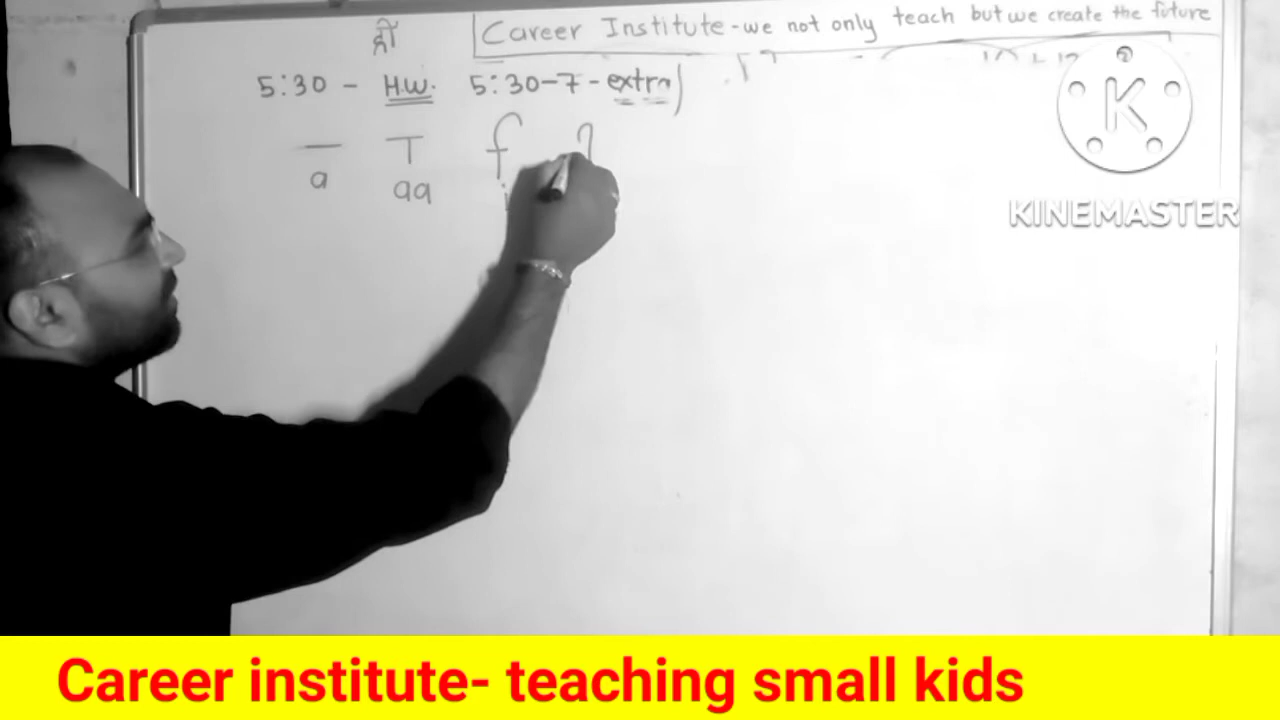 श्री
Career Institute-we not only teach but we create the future
5:30 - H.W. 5:30-7-extra)
a aa i
K
KINEMASTER
Career institute- teaching small kids